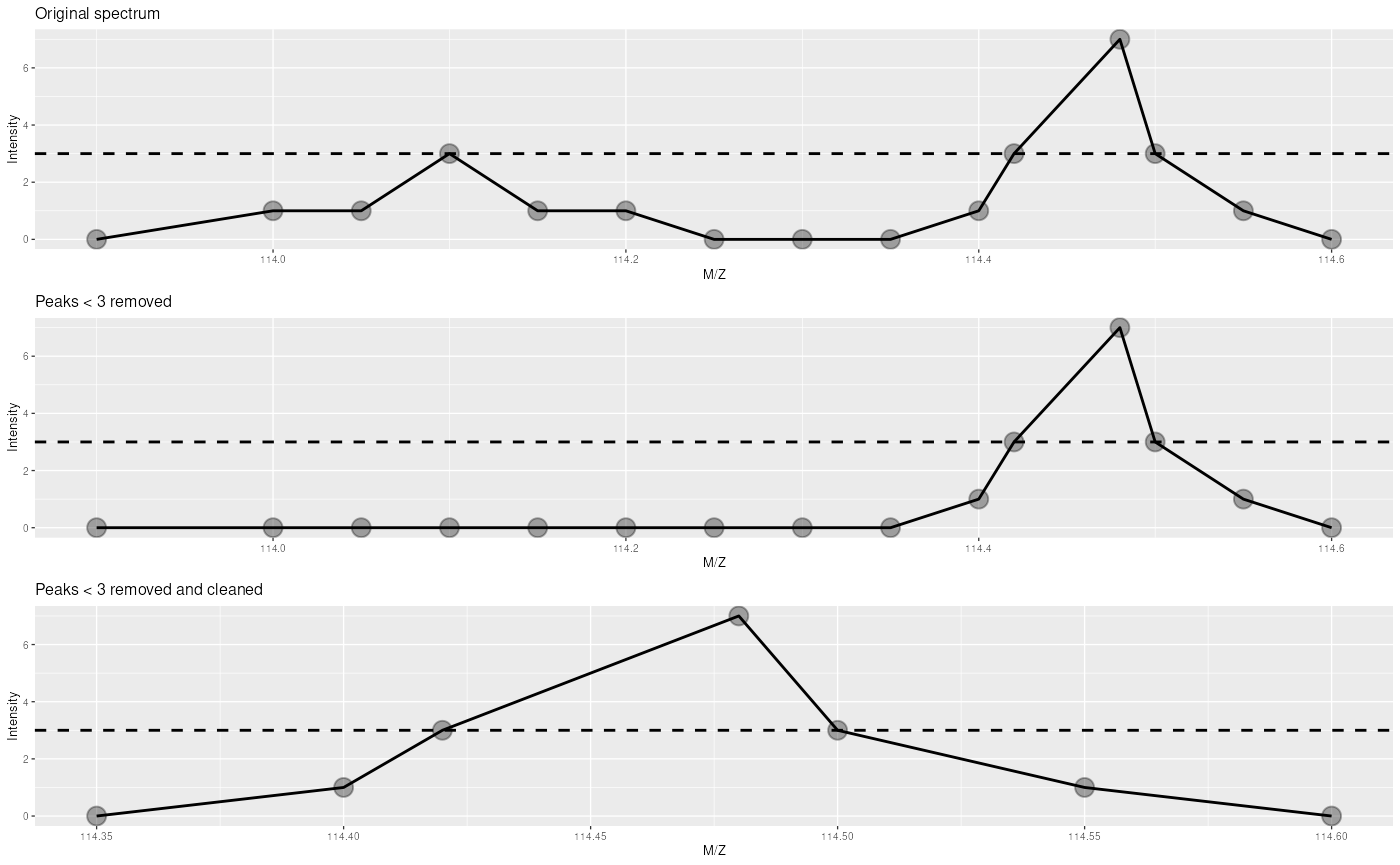 Original spectrum
Intensity
6
4
2
0
114.0 114.2 114.4 114.6
M/Z
Peaks < 3 removed
Intensity
6
4
2
0
114.0 114.2 114.4 114.6
M/Z
Peaks < 3 removed and cleaned
Intensity
6
4
2
0
114.35 114.40 114.45 114.50 114.55 114.60
M/Z